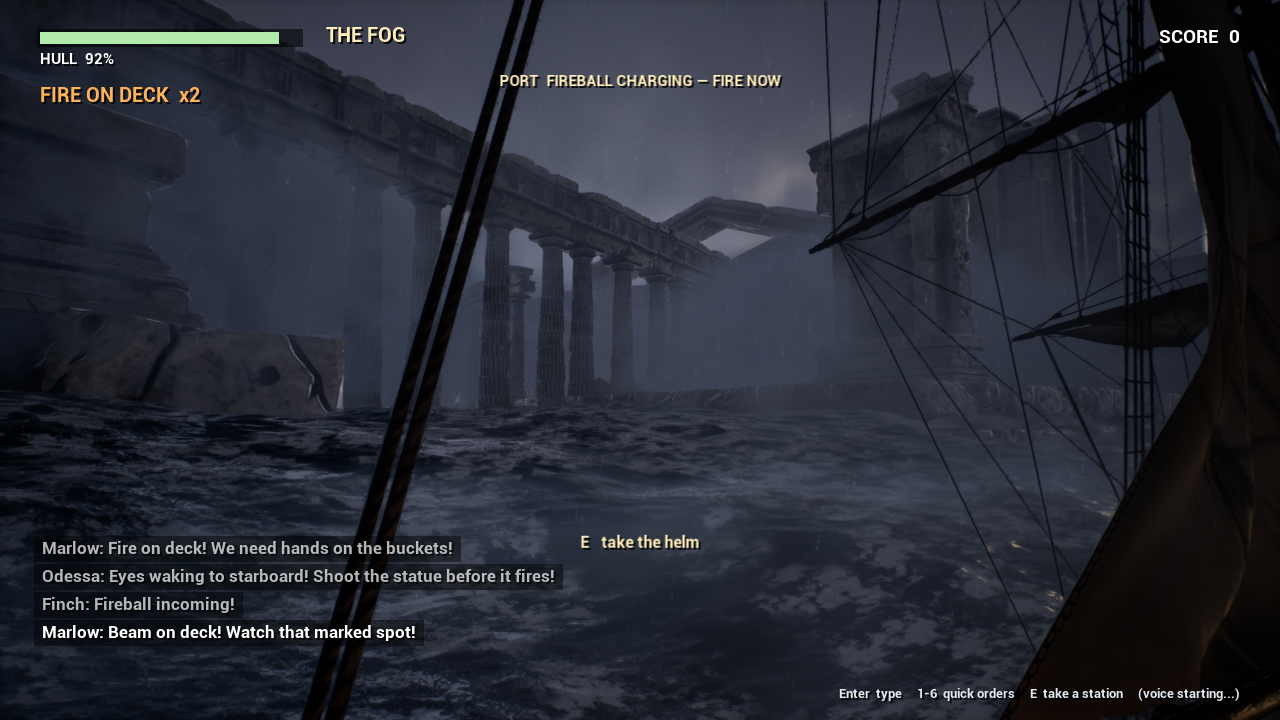 THE FOG
SCORE 0
HULL 92%
PORT FIREBALL CHARGING — FIRE NOW
FIRE ON DECK x2
E take the helm
Marlow: Fire on deck! We need hands on the buckets!
Odessa: Eyes waking to starboard! Shoot the statue before it fires!
Finch: Fireball incoming!
Marlow: Beam on deck! Watch that marked spot!
Enter type 1-6 quick orders E take a station (voice starting...)